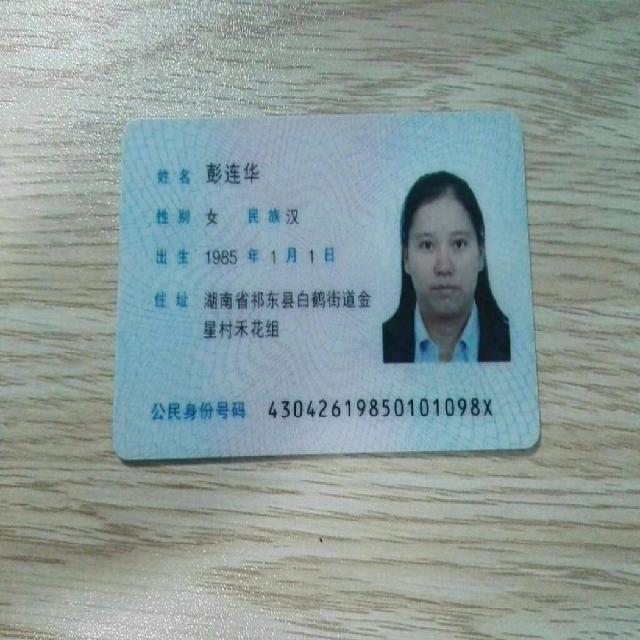 姓名 彭连华
性别 女 民族 汉
出生 1985 年 1 月 1 日
住址 湖南省祁东县白鹤街道金
星村禾花组
公民身份号码 43042619850101098X